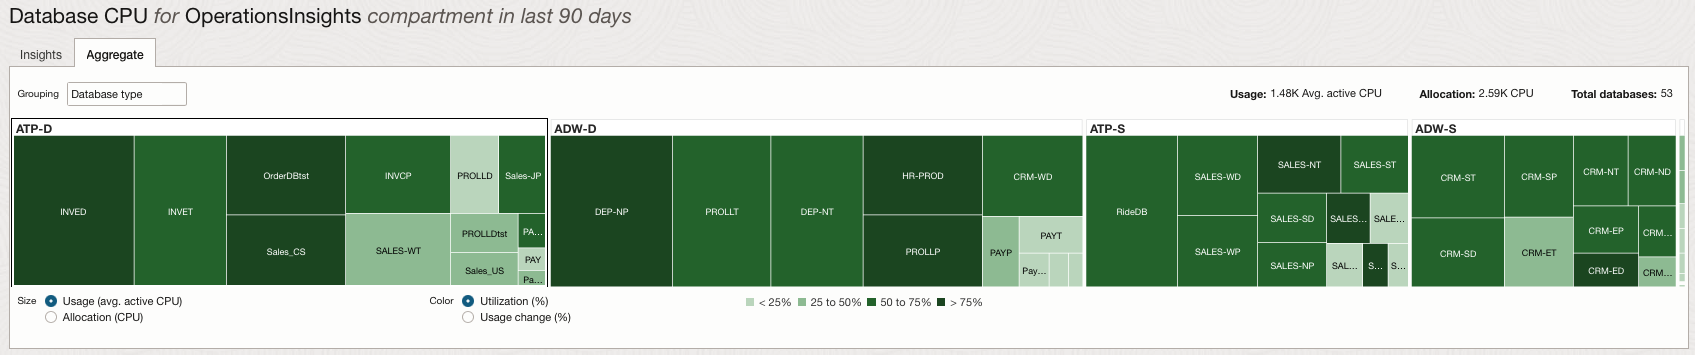 Database CPU for OperationsInsights compartment in last 90 days
Insights
Aggregate
Grouping
Database type
Usage: 1.48K Avg. active CPU
Allocation: 2.59K CPU
Total databases: 53
ATP-D
INVED
INVET
OrderDBtst
Sales_CS
INVCP
SALES-WT
PROLLD
Sales-JP
PROLLDtst
Sales_US
PA...
PAY
Pa...
ADW-D
DEP-NP
PROLLT
DEP-NT
HR-PROD
PROLLP
CRM-WD
PAYP
PAYT
Pay...
ATP-S
RideDB
SALES-WD
SALES-WP
SALES-NT
SALES-ST
SALES-SD
SALES...
SALE...
SALES-NP
SAL...
S...
S...
ADW-S
CRM-ST
CRM-SD
CRM-SP
CRM-ET
CRM-NT
CRM-ND
CRM-EP
CRM...
CRM-ED
CRM...
Size
Usage (avg. active CPU)
Allocation (CPU)
Color
Utilization (%)
Usage change (%)
< 25%
25 to 50%
50 to 75%
> 75%